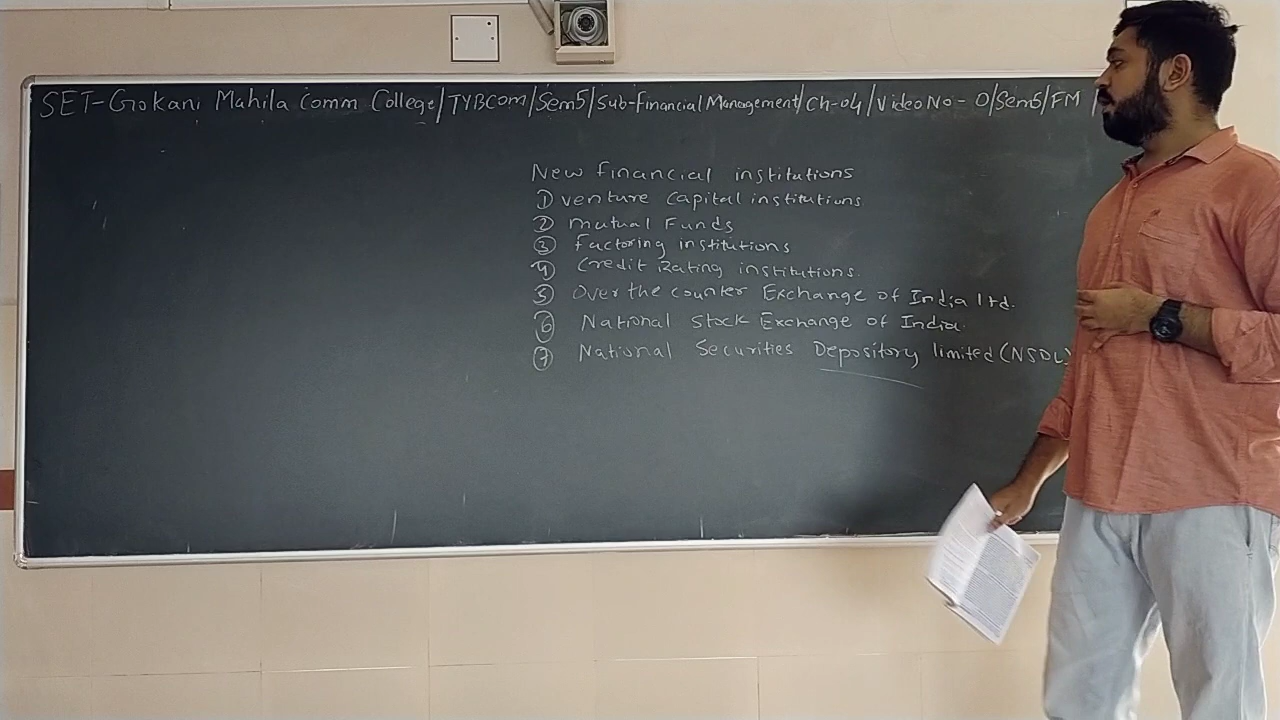 SET-Gokani Mahila Comm College/TYBCom/Sem5/Sub-Financial Management/Ch-04/Video No-0/Sem5/FM/
New Financial institutions
① venture capital institutions
② mutual Funds
③ factoring institutions
④ Credit Rating institutions.
⑤ Over the counter Exchange of India ltd.
⑥ National Stock Exchange of India.
⑦ National Securities Depository limited (NSDL)